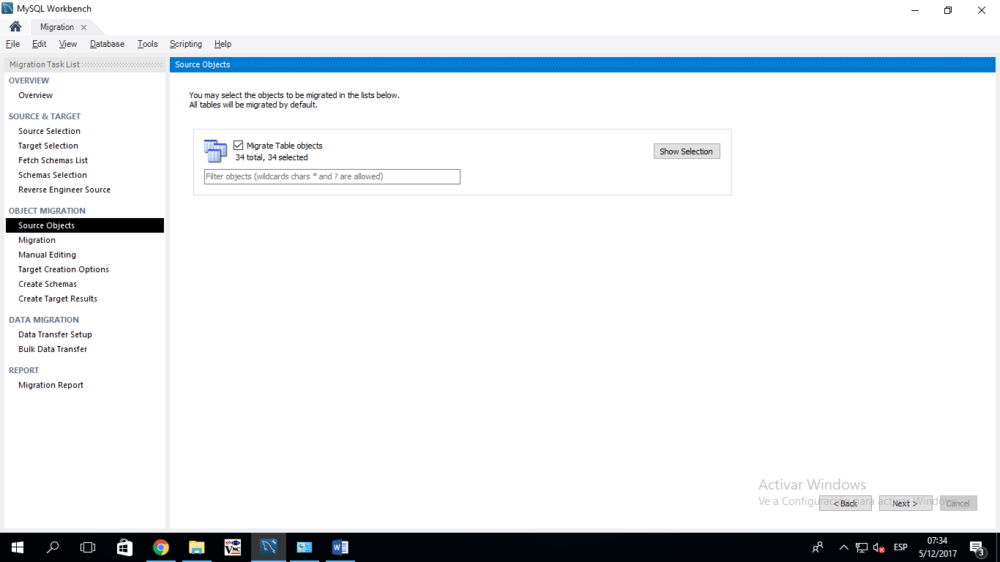 MySQL Workbench
Migration
File Edit View Database Tools Scripting Help
Migration Task List
OVERVIEW
Overview
SOURCE & TARGET
Source Selection
Target Selection
Fetch Schemas List
Schemas Selection
Reverse Engineer Source
OBJECT MIGRATION
Source Objects
Migration
Manual Editing
Target Creation Options
Create Schemas
Create Target Results
DATA MIGRATION
Data Transfer Setup
Bulk Data Transfer
REPORT
Migration Report
Source Objects
You may select the objects to be migrated in the lists below.
All tables will be migrated by default.
Migrate Table objects
34 total, 34 selected
Show Selection
Filter objects (wildcards chars * and ? are allowed)
Activar Windows
Ve a Configuración para activar Windows.
< Back Next > Cancel
VNC
ESP
07:34
5/12/2017
3